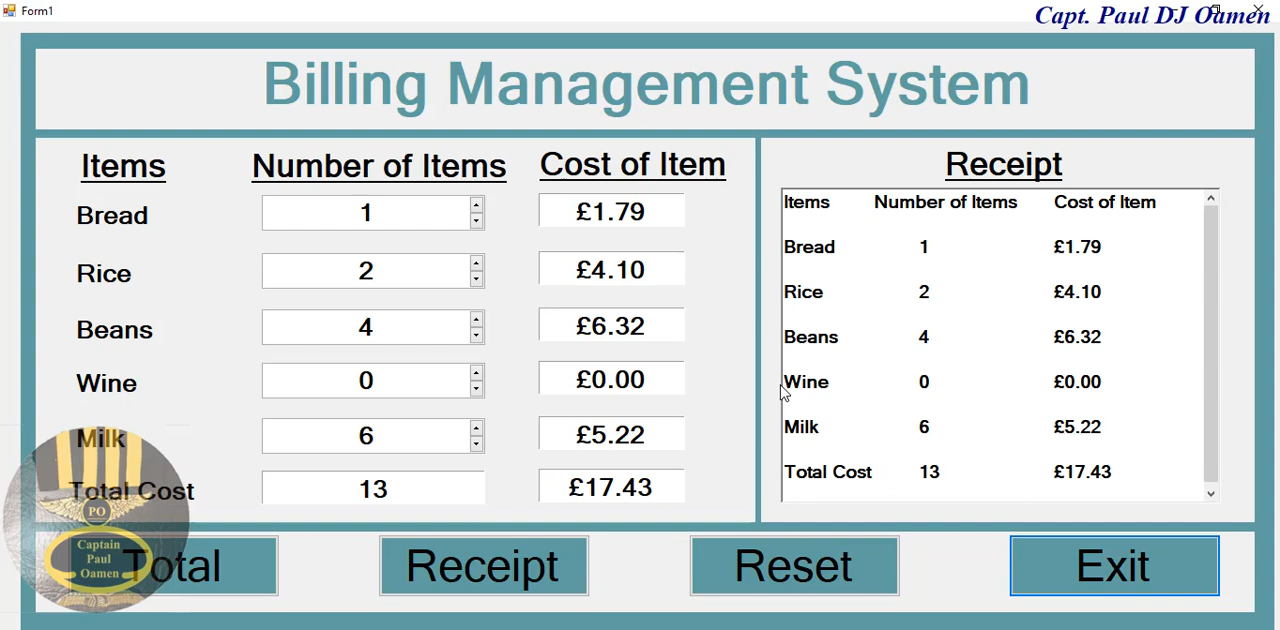 Form1
Capt. Paul DJ Oamen
Billing Management System
Items Number of Items Cost of Item
Bread 1 £1.79
Rice 2 £4.10
Beans 4 £6.32
Wine 0 £0.00
Milk 6 £5.22
Total Cost 13 £17.43
Receipt
Items Number of Items Cost of Item
Bread 1 £1.79
Rice 2 £4.10
Beans 4 £6.32
Wine 0 £0.00
Milk 6 £5.22
Total Cost 13 £17.43
PO
Captain
Paul
Oamen
Total Receipt Reset Exit